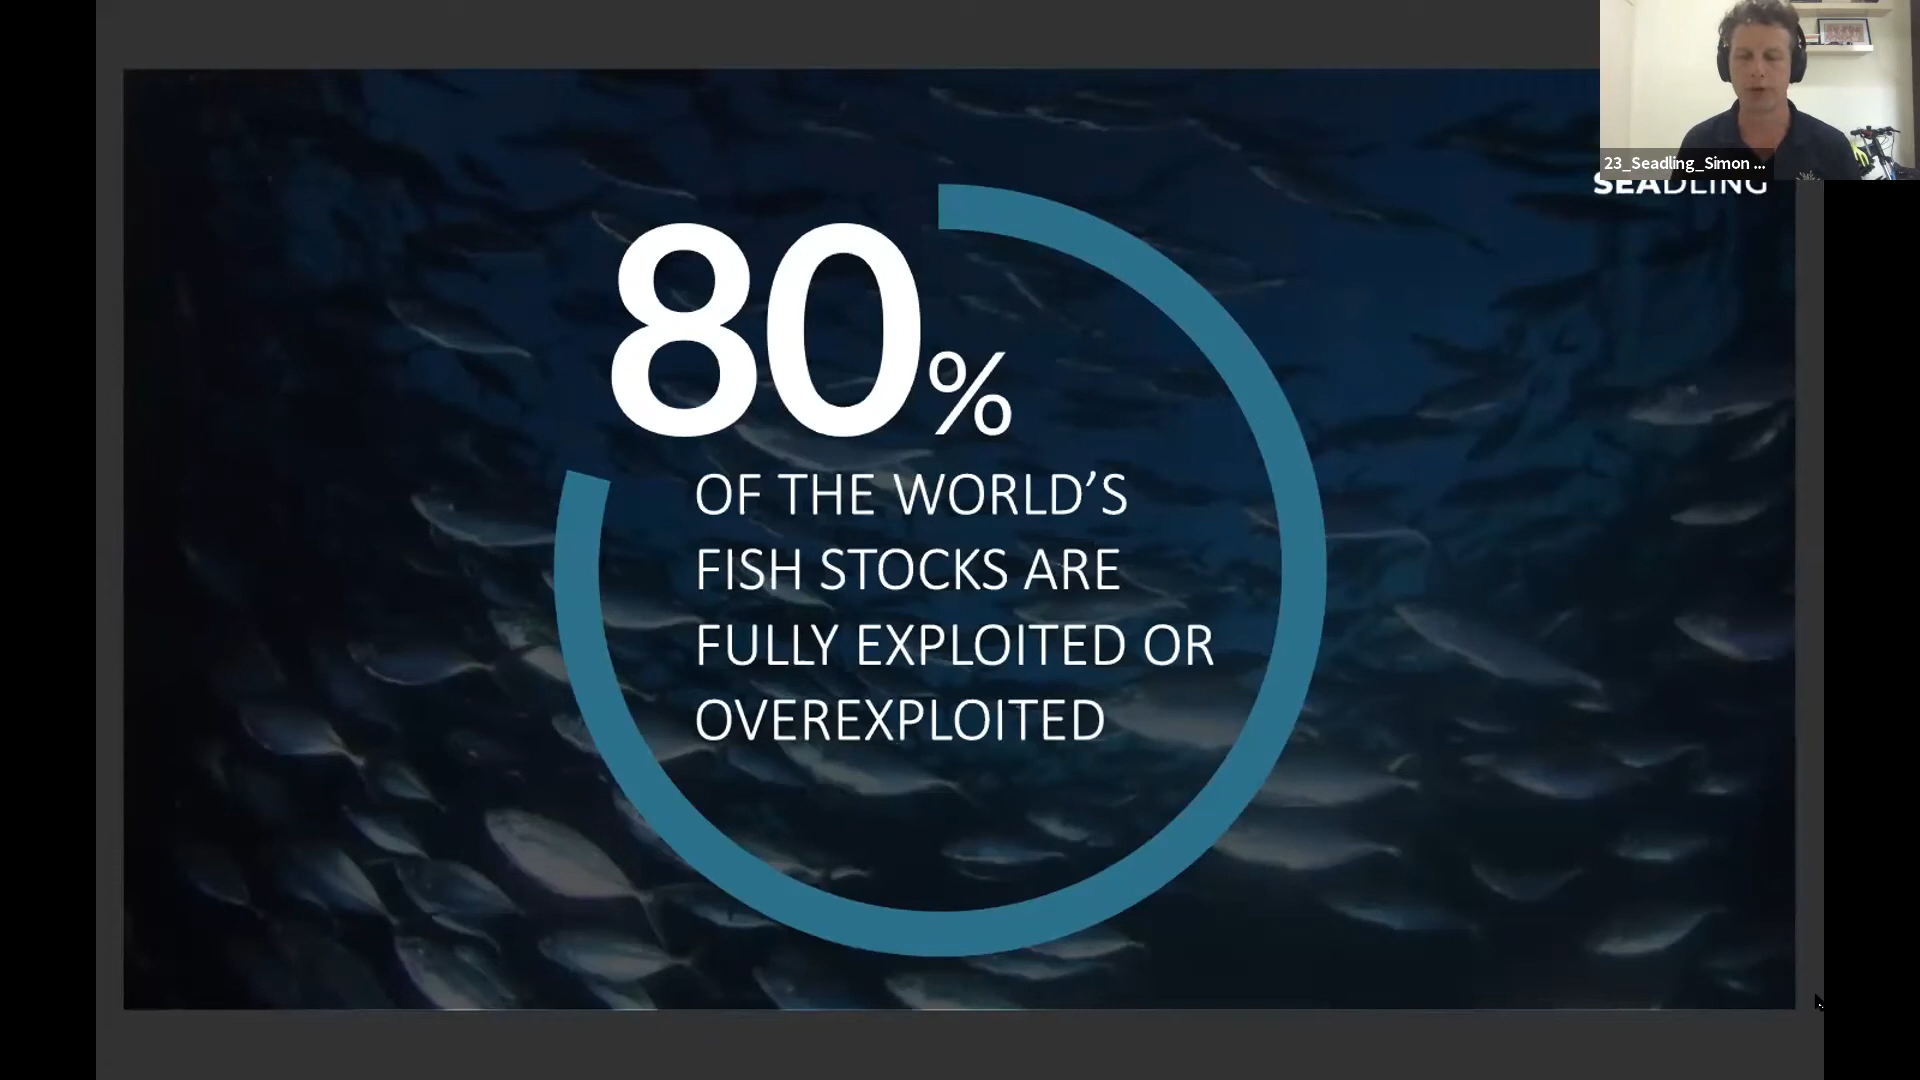 23_Seadling_Simon ...
SEADLING
80%
OF THE WORLD’S
FISH STOCKS ARE
FULLY EXPLOITED OR
OVEREXPLOITED